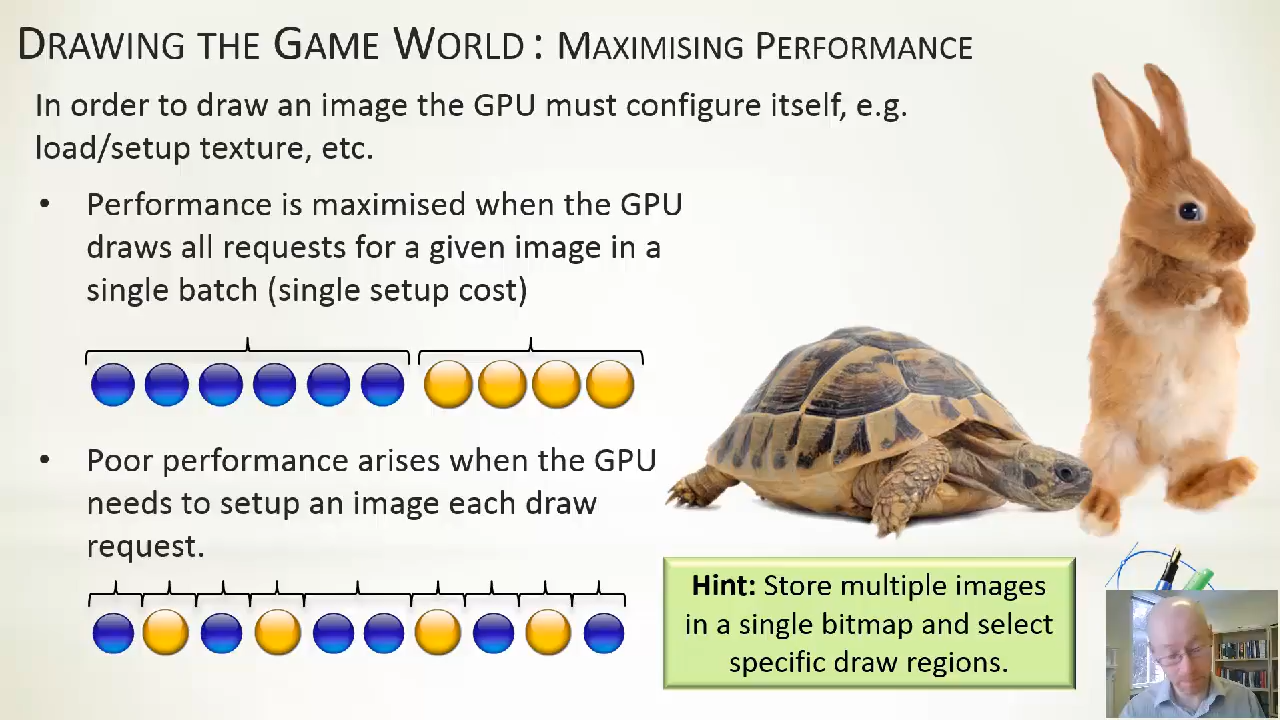 DRAWING THE GAME WORLD : MAXIMISING PERFORMANCE
In order to draw an image the GPU must configure itself, e.g.
load/setup texture, etc.
• Performance is maximised when the GPU
draws all requests for a given image in a
single batch (single setup cost)
• Poor performance arises when the GPU
needs to setup an image each draw
request.
Hint: Store multiple images
in a single bitmap and select
specific draw regions.